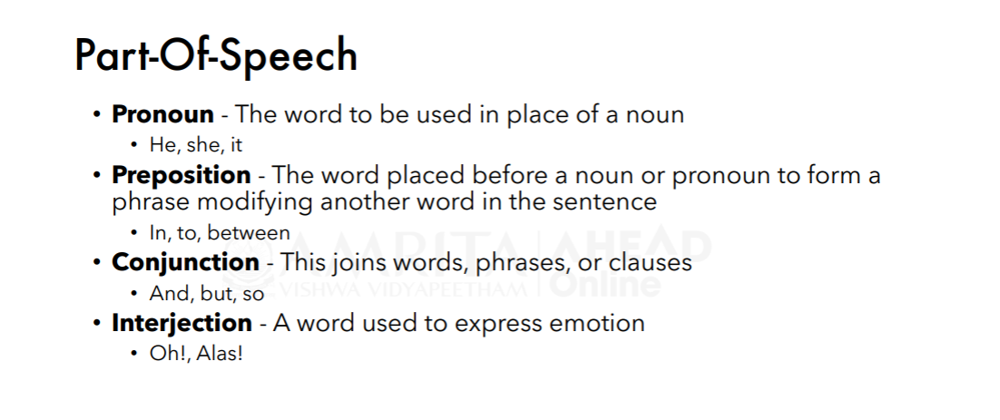 Part-Of-Speech
• Pronoun - The word to be used in place of a noun
• He, she, it
• Preposition - The word placed before a noun or pronoun to form a
phrase modifying another word in the sentence
• In, to, between
AMRITA AHEAD
• Conjunction - This joins words, phrases, or clauses
VISHWA VIDYAPEETHAM Online
• And, but, so
• Interjection - A word used to express emotion
• Oh!, Alas!